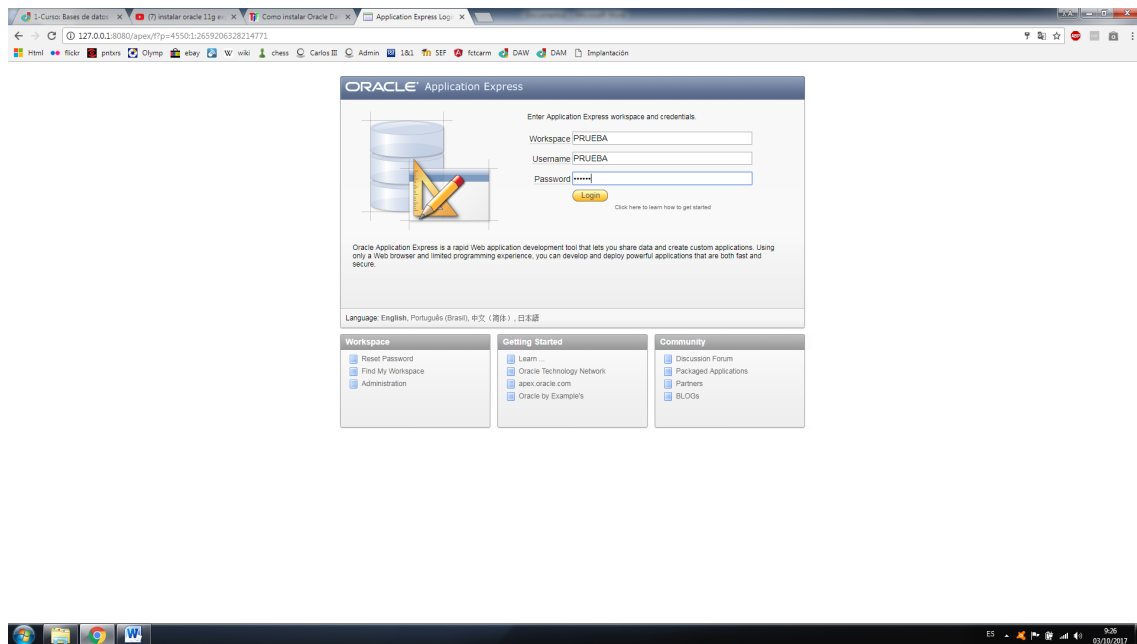 1-Curso: Bases de datos
(7) instalar oracle 11g ex
Como instalar Oracle Da
Application Express Logi
127.0.0.1:8080/apex/f?p=4550:1:2659206328214771
Html flickr pntxrs Olymp ebay W wiki chess Carlos III Admin 1&1 SEF fctcarm DAW DAM Implantación
ORACLE Application Express
Enter Application Express workspace and credentials.
Workspace PRUEBA
Username PRUEBA
Password ••••••
Login
Click here to learn how to get started
Oracle Application Express is a rapid Web application development tool that lets you share data and create custom applications. Using
only a Web browser and limited programming experience, you can develop and deploy powerful applications that are both fast and
secure.
Language: English, Português (Brasil), 中文（简体）, 日本語
Workspace
Reset Password
Find My Workspace
Administration
Getting Started
Learn ...
Oracle Technology Network
apex.oracle.com
Oracle by Example's
Community
Discussion Forum
Packaged Applications
Partners
BLOGs
ES
9:26
03/10/2017